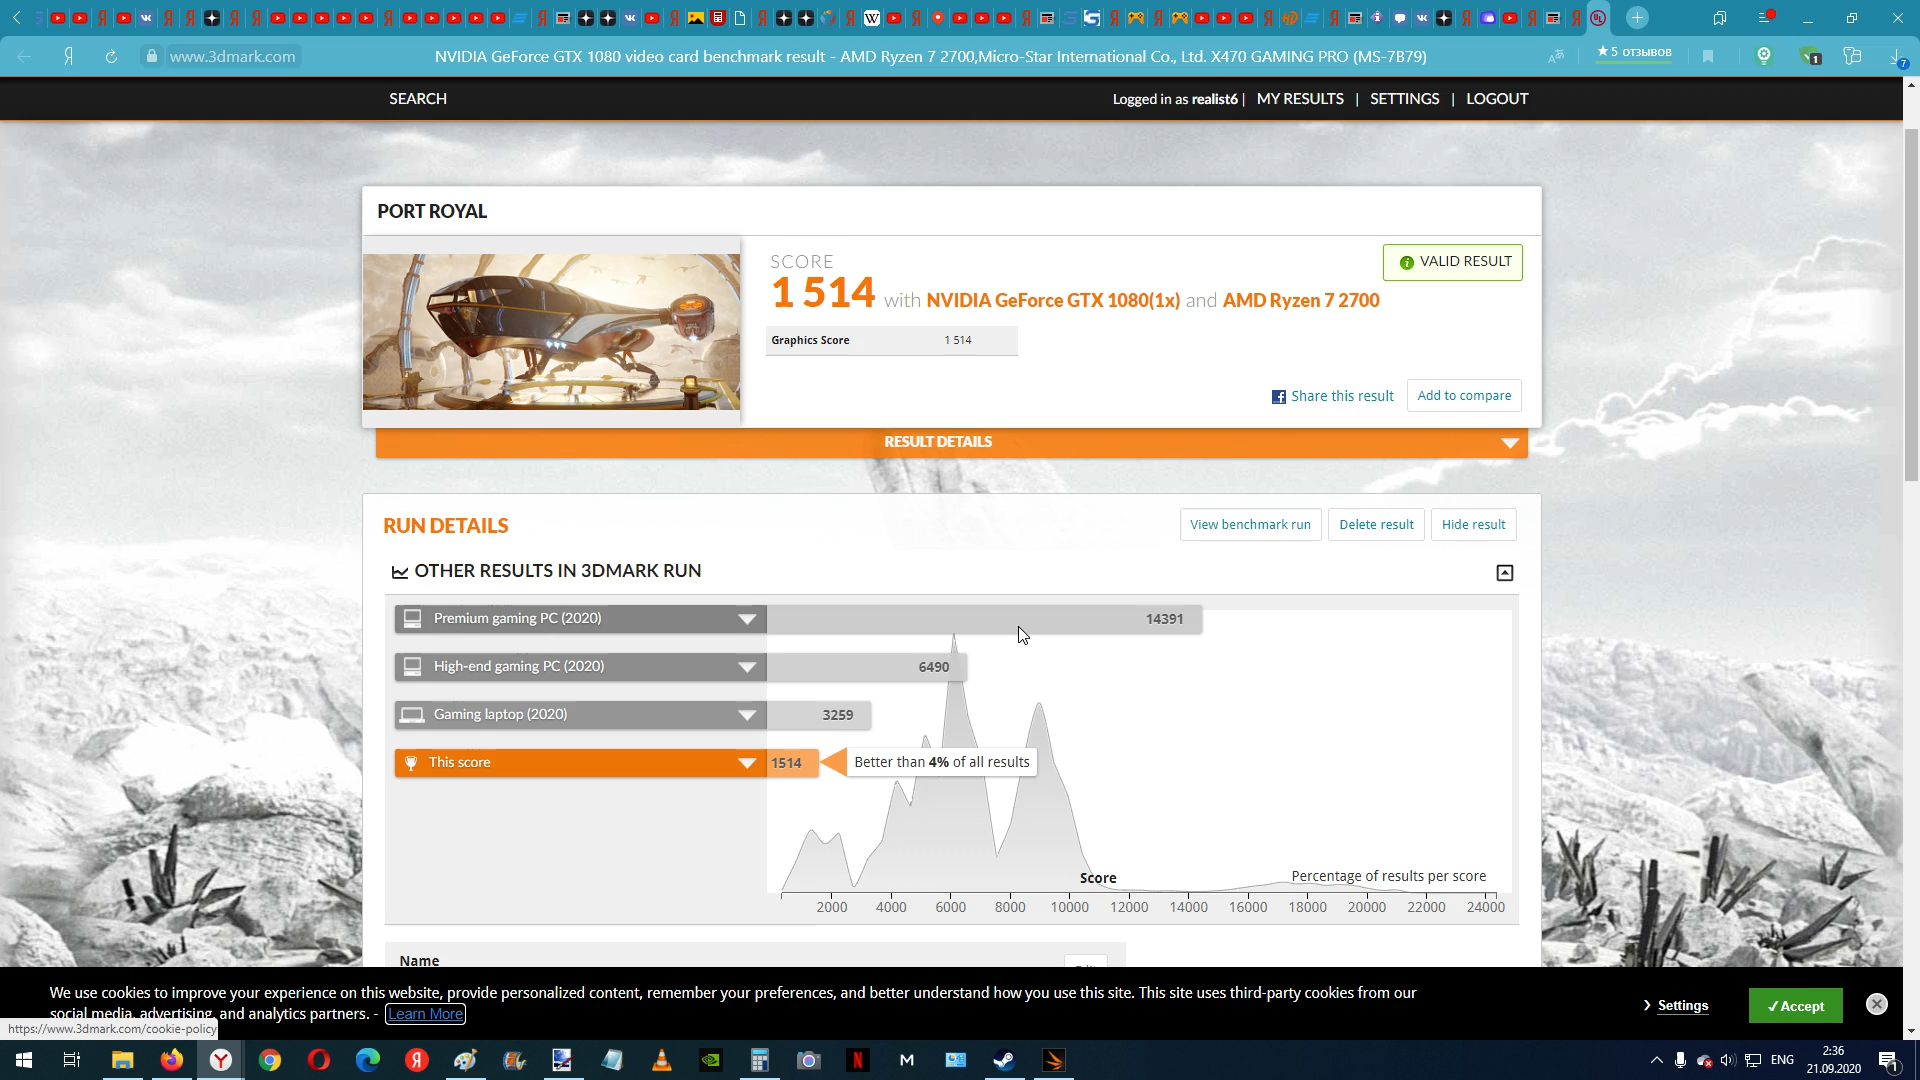 www.3dmark.com
NVIDIA GeForce GTX 1080 video card benchmark result - AMD Ryzen 7 2700,Micro-Star International Co., Ltd. X470 GAMING PRO (MS-7B79)
★ 5 отзывов
1
7
SEARCH
Logged in as realist6 | MY RESULTS | SETTINGS | LOGOUT
PORT ROYAL
SCORE
1 514 with NVIDIA GeForce GTX 1080(1x) and AMD Ryzen 7 2700
VALID RESULT
Graphics Score 1 514
Share this result
Add to compare
RESULT DETAILS
RUN DETAILS
View benchmark run
Delete result
Hide result
OTHER RESULTS IN 3DMARK RUN
Premium gaming PC (2020) 14391
High-end gaming PC (2020) 6490
Gaming laptop (2020) 3259
This score 1514 Better than 4% of all results
Score
Percentage of results per score
2000 4000 6000 8000 10000 12000 14000 16000 18000 20000 22000 24000
Name
We use cookies to improve your experience on this website, provide personalized content, remember your preferences, and better understand how you use this site. This site uses third-party cookies from our
social media, advertising, and analytics partners. - Learn More
Settings
✓Accept
https://www.3dmark.com/cookie-policy
ENG
2:36
21.09.2020
1